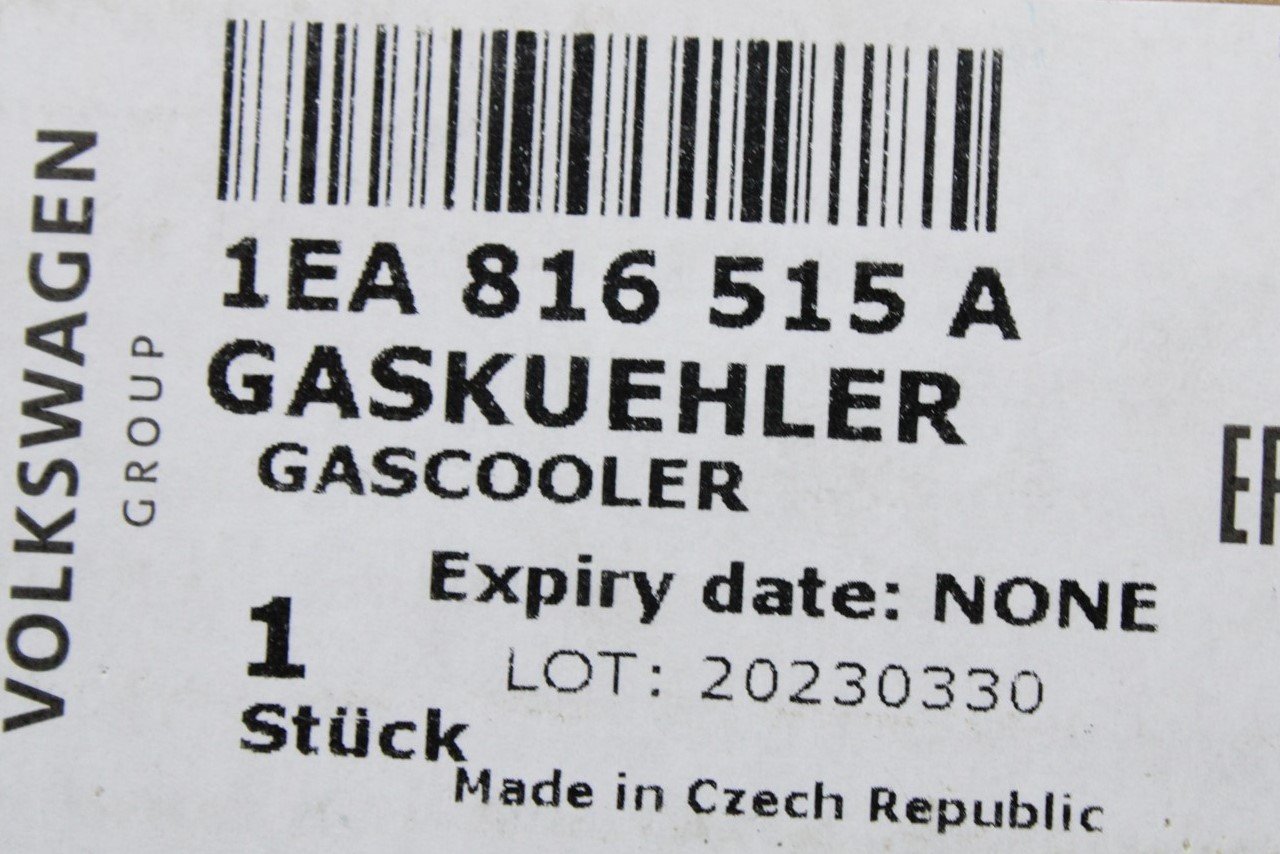 VOLKSWAGEN
GROUP
1EA 816 515 A
GASKUEHLER
GASCOOLER
Expiry date: NONE
1
LOT: 20230330
Stück
Made in Czech Republic